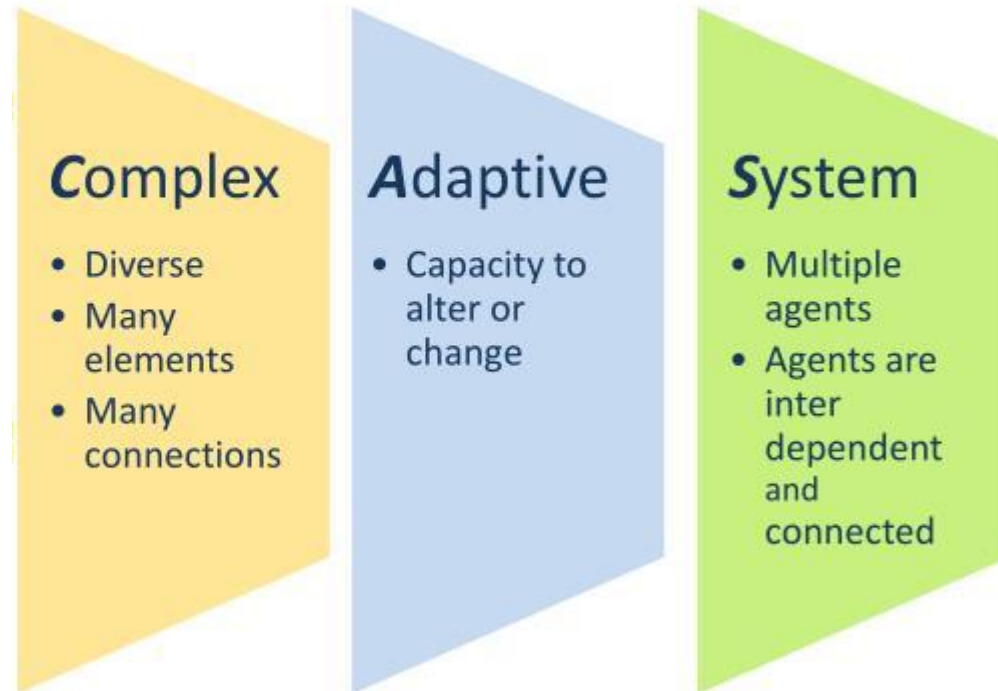 Complex
• Diverse
• Many
elements
• Many
connections
Adaptive
• Capacity to
alter or
change
System
• Multiple
agents
• Agents are
inter
dependent
and
connected